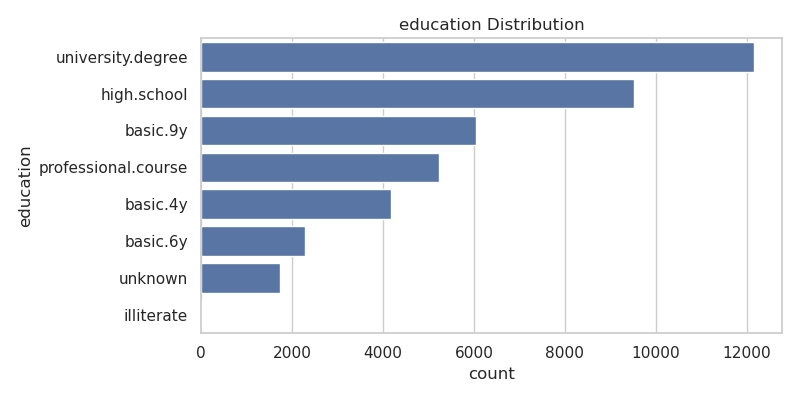 education Distribution
education
university.degree
high.school
basic.9y
professional.course
basic.4y
basic.6y
unknown
illiterate
0 2000 4000 6000 8000 10000 12000
count